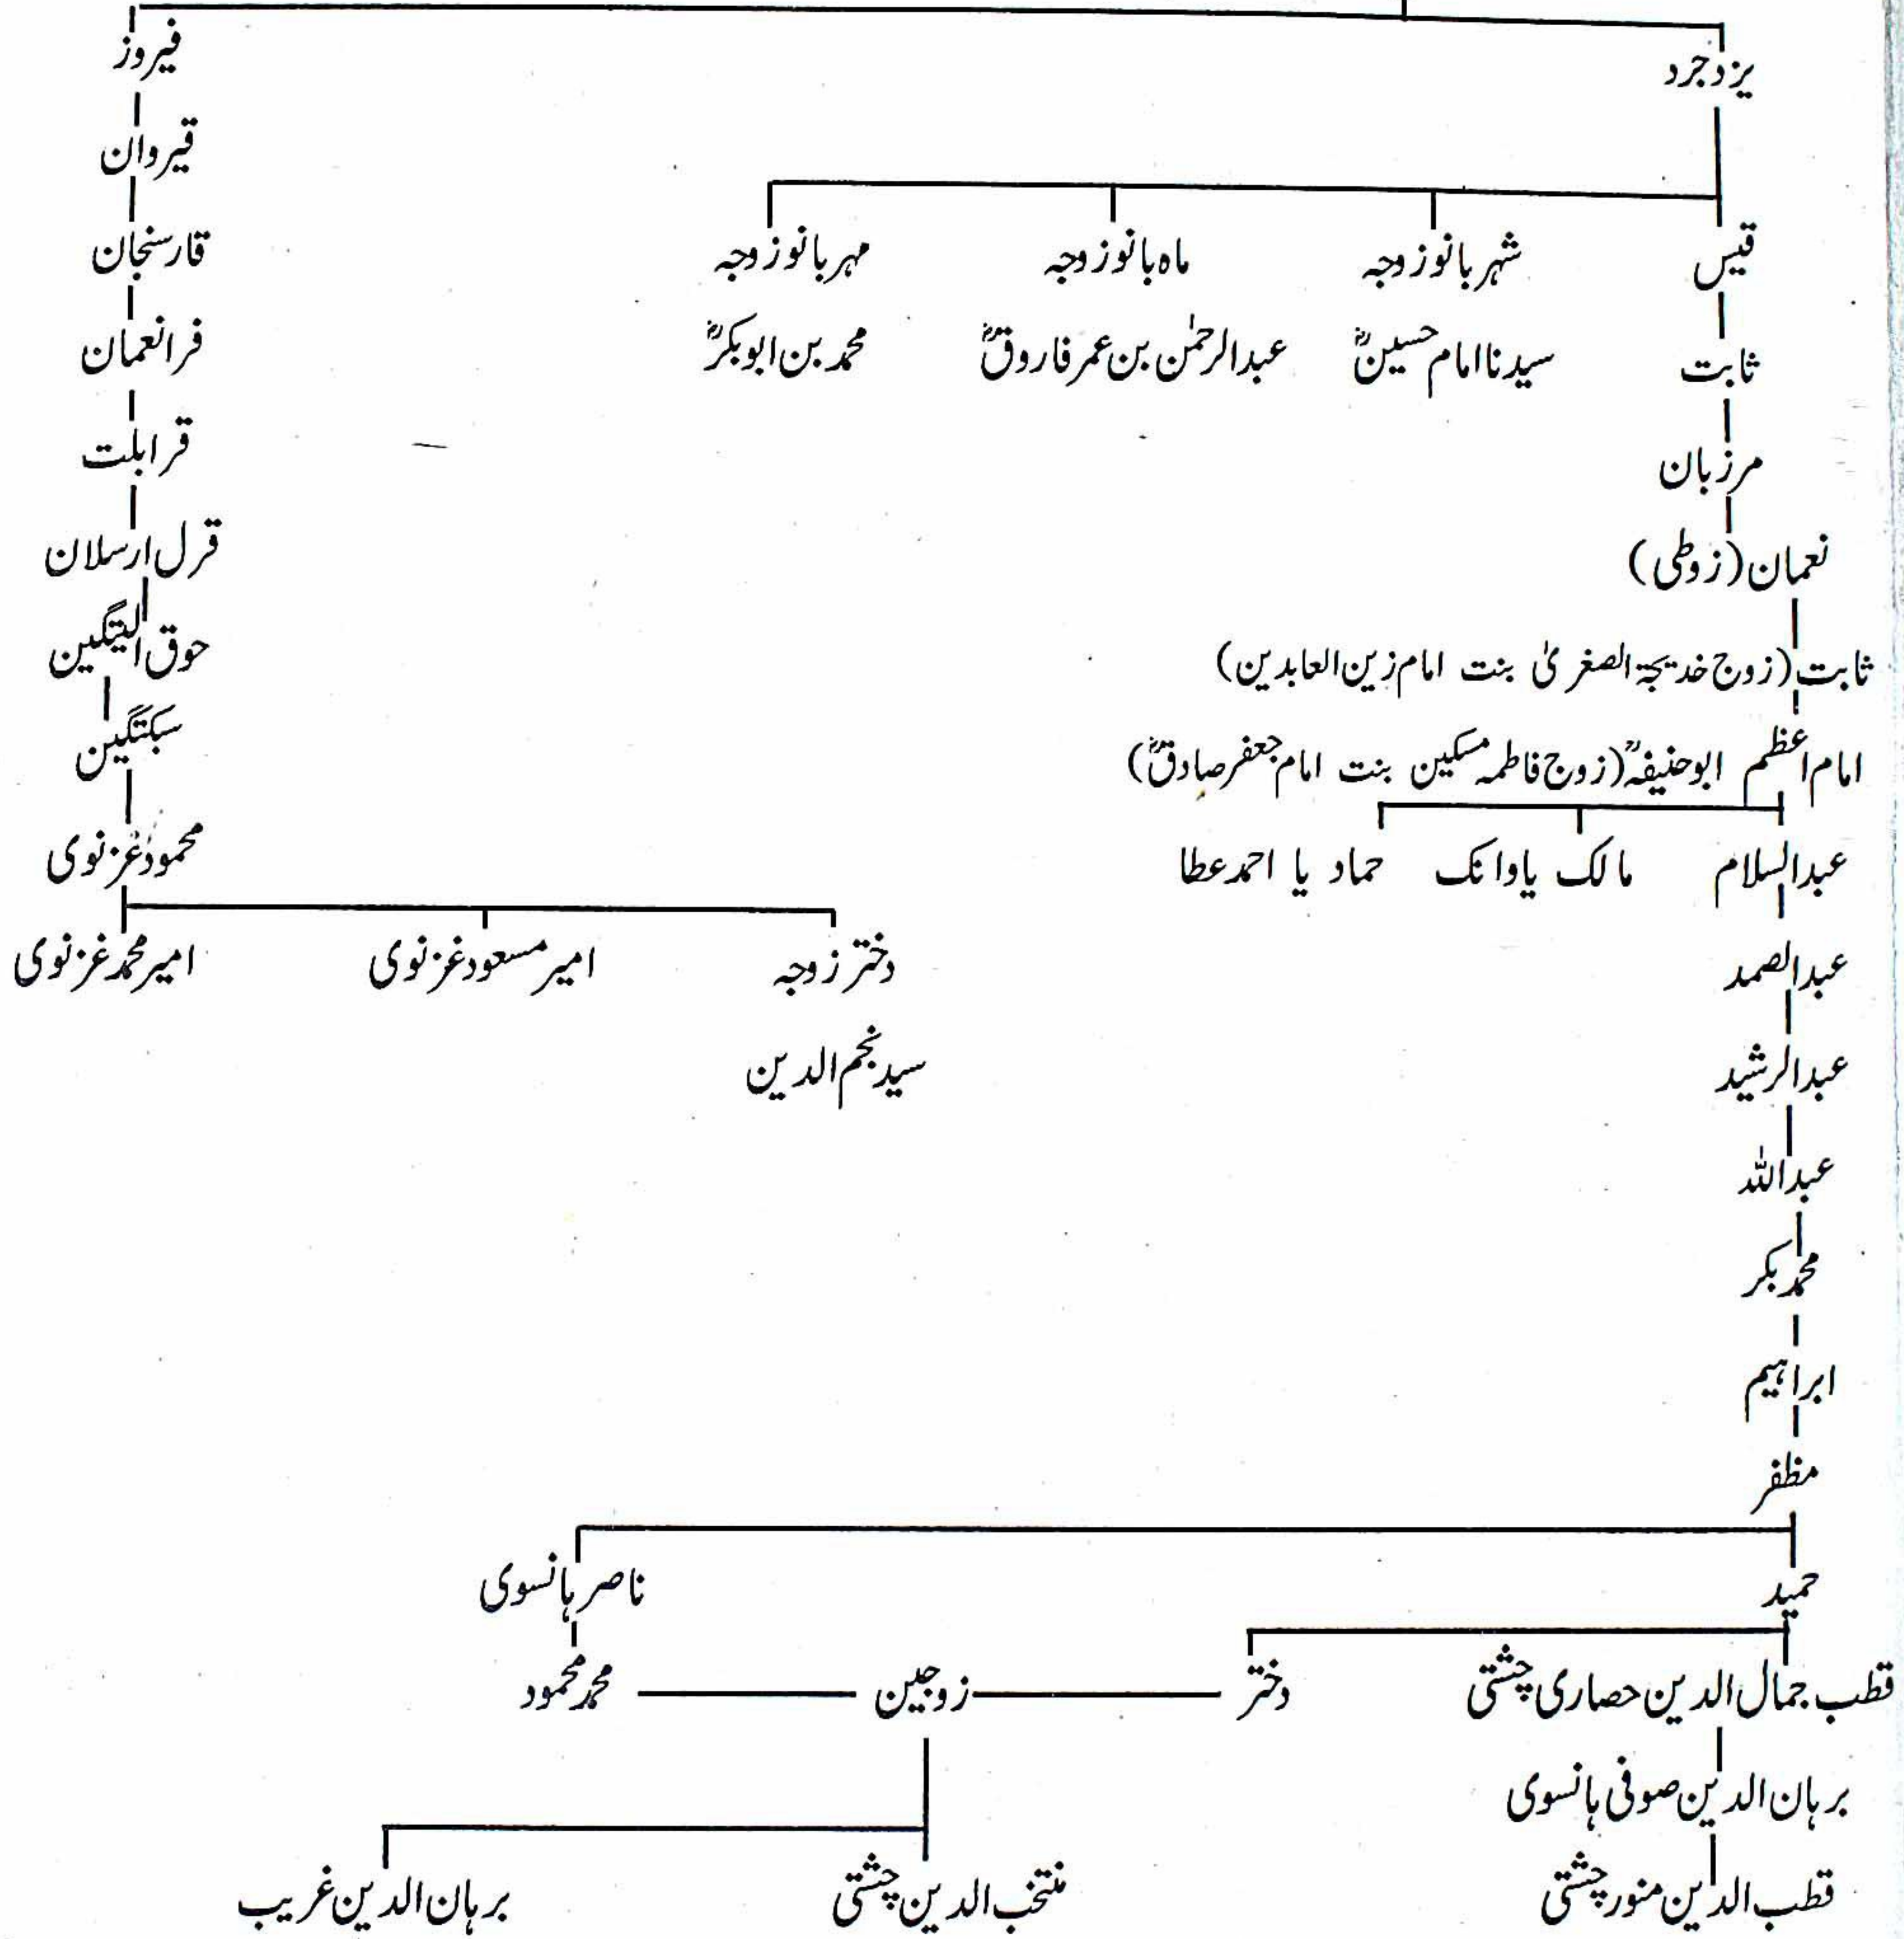 یزدجرد فیروز
قیروان
قیس شہربانو زوجہ ماہ بانو زوجہ مہربانو زوجہ قارسنجان
ثابت سیدنا امام حسینؓ عبدالرحمٰن بن عمر فاروقؓ محمد بن ابوبکرؓ فرانعمان
مرزبان قرابلت
نعمان (زوطی) قرل ارسلان
ثابت (زوج خدیجۃ الصغریٰ بنت امام زین العابدین) حوق الپتگین
امام اعظم ابوحنیفہؒ (زوج فاطمہ مسکین بنت امام جعفر صادقؓ) سبکتگین
عبدالسلام مالک یا وانک حماد یا احمد عطا محمود غزنوی
عبدالصمد دختر زوجہ امیر مسعود غزنوی امیر محمد غزنوی
عبدالرشید سید نجم الدین
عبداللہ
محمد بکر
ابراہیم
مظفر
حمید ناصر ہانسوی
قطب جمال الدین حصاری چشتی دختر زوجین محمد محمود
برہان الدین صوفی ہانسوی
قطب الدین منور چشتی منتخب الدین چشتی برہان الدین غریب